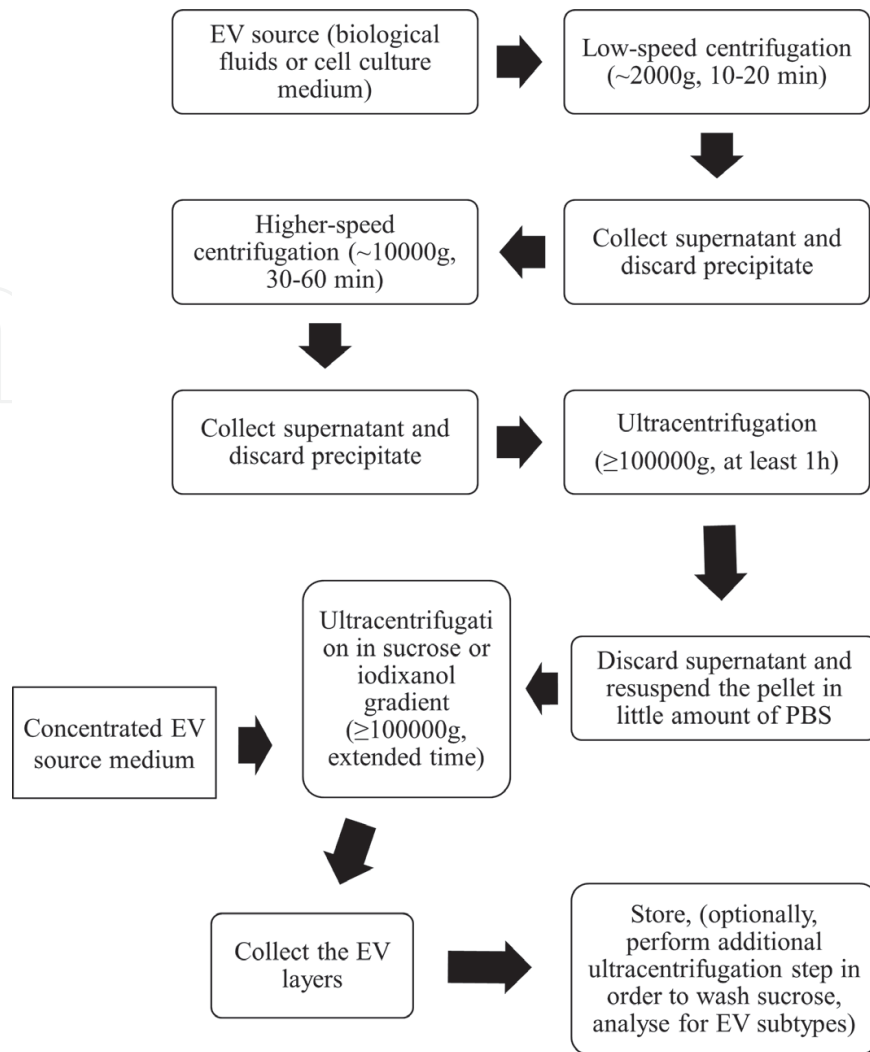 EV source (biological
fluids or cell culture
medium)
Low-speed centrifugation
(~2000g, 10-20 min)
Collect supernatant and
discard precipitate
Higher-speed
centrifugation (~10000g,
30-60 min)
Collect supernatant and
discard precipitate
Ultracentrifugation
(≥100000g, at least 1h)
Discard supernatant and
resuspend the pellet in
little amount of PBS
Ultracentrifugati
on in sucrose or
iodixanol
gradient
(≥100000g,
extended time)
Concentrated EV
source medium
Collect the EV
layers
Store, (optionally,
perform additional
ultracentrifugation step in
order to wash sucrose,
analyse for EV subtypes)